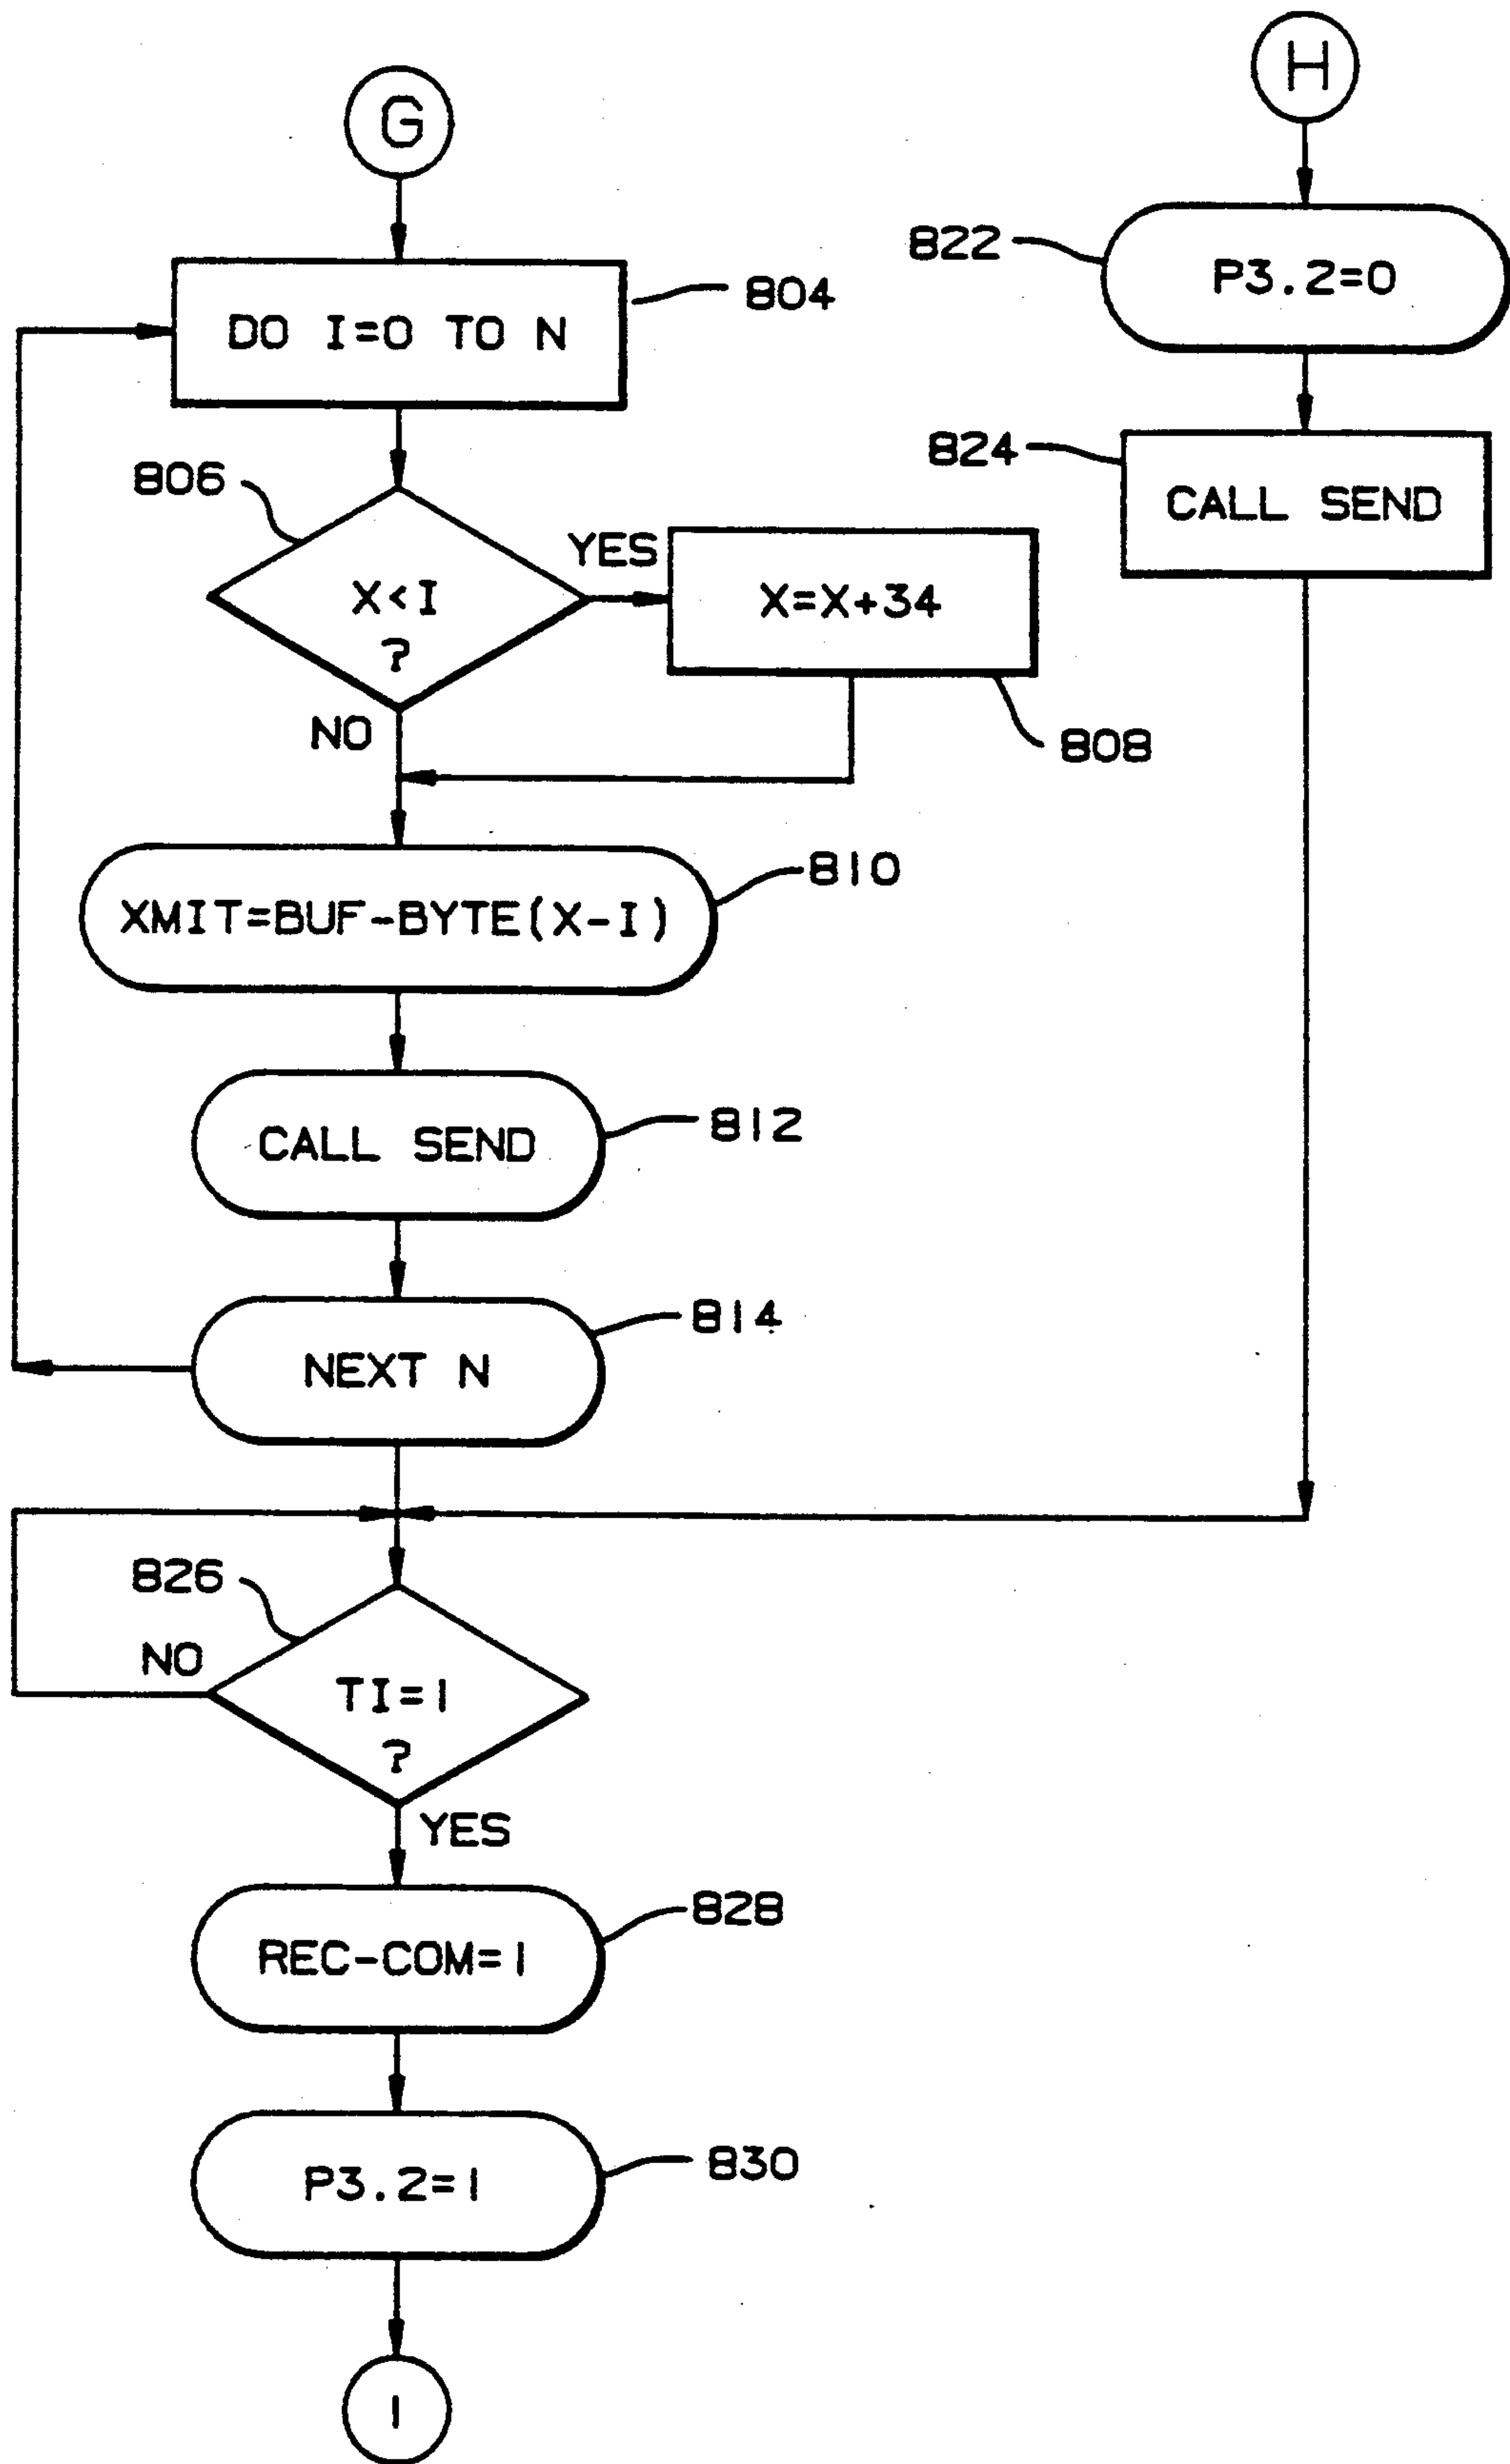 G
H
822
P3.2=0
804
DO I=0 TO N
824
CALL SEND
806
X<I
?
YES
X=X+34
NO
808
810
XMIT=BUF-BYTE(X-I)
812
CALL SEND
814
NEXT N
826
NO
TI=1
?
YES
828
REC-COM=1
830
P3.2=1
I